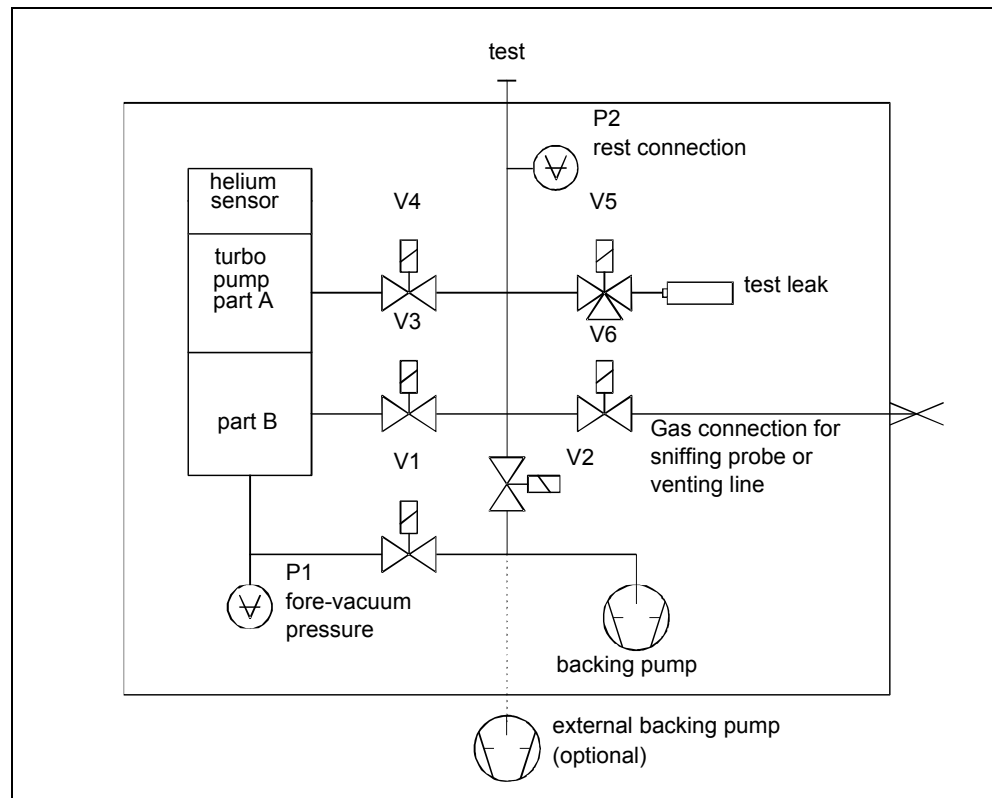 test
P2
rest connection
helium
sensor
V4
V5
turbo
pump
part A
test leak
V3
V6
part B
Gas connection for
sniffing probe or
venting line
V1
V2
P1
fore-vacuum
pressure
backing pump
external backing pump
(optional)